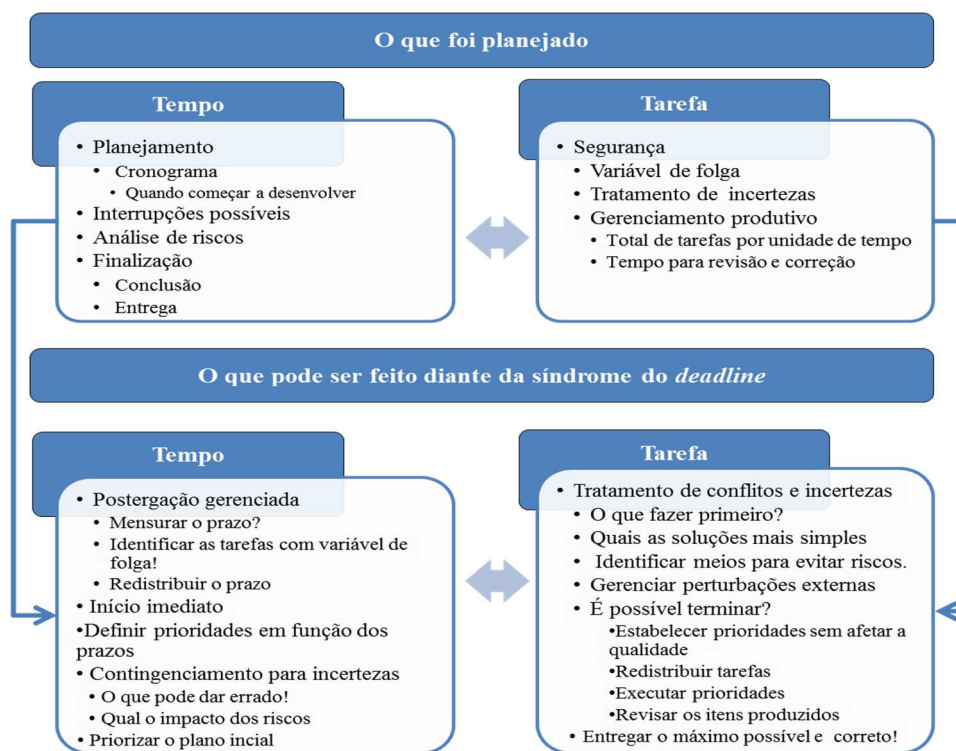 O que foi planejado
Tempo
• Planejamento
• Cronograma
• Quando começar a desenvolver
• Interrupções possíveis
• Análise de riscos
• Finalização
• Conclusão
• Entrega
Tarefa
• Segurança
• Variável de folga
• Tratamento de incertezas
• Gerenciamento produtivo
• Total de tarefas por unidade de tempo
• Tempo para revisão e correção
O que pode ser feito diante da síndrome do deadline
Tempo
• Postergação gerenciada
• Mensurar o prazo?
• Identificar as tarefas com variável de
folga!
• Redistribuir o prazo
• Início imediato
•Definir prioridades em função dos
prazos
• Contingenciamento para incertezas
• O que pode dar errado!
• Qual o impacto dos riscos
• Priorizar o plano incial
Tarefa
• Tratamento de conflitos e incertezas
• O que fazer primeiro?
• Quais as soluções mais simples
• Identificar meios para evitar riscos.
• Gerenciar perturbações externas
• É possível terminar?
•Estabelecer prioridades sem afetar a
qualidade
•Redistribuir tarefas
•Executar prioridades
•Revisar os itens produzidos
• Entregar o máximo possível e correto!